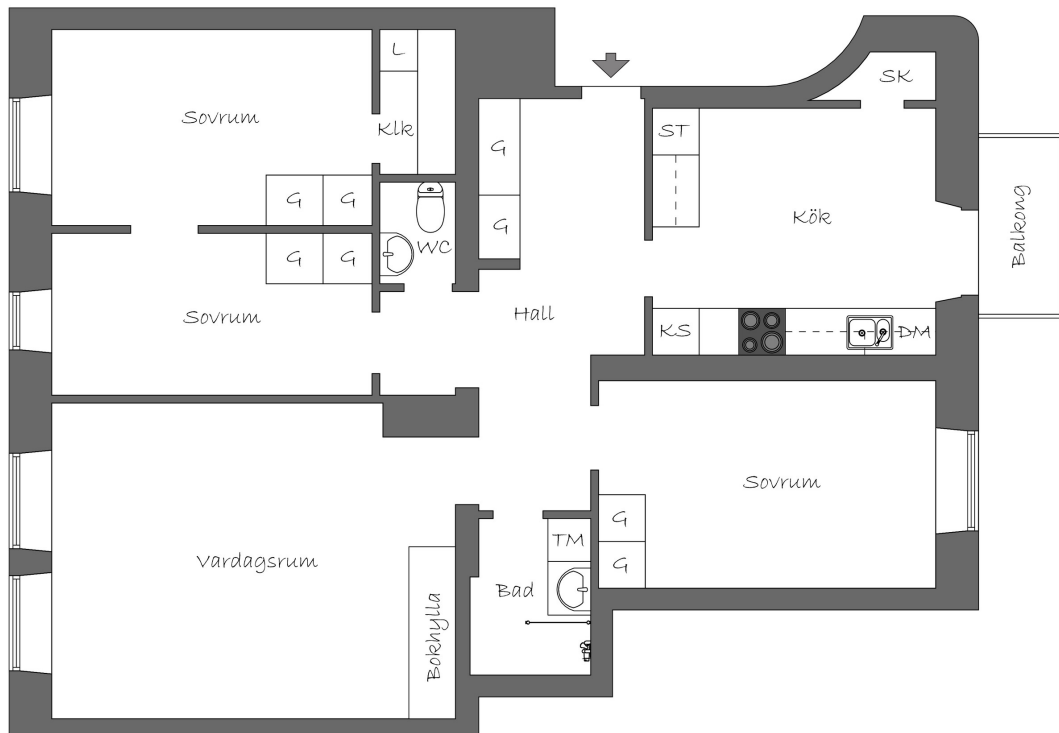 L
SK
Sovrum
Klk
ST
G
G
G
G
Kök
WC
Balkong
G
G
G
Sovrum
Hall
KS
DM
Sovrum
G
TM
Vardagsrum
G
Bad
Bokhylla